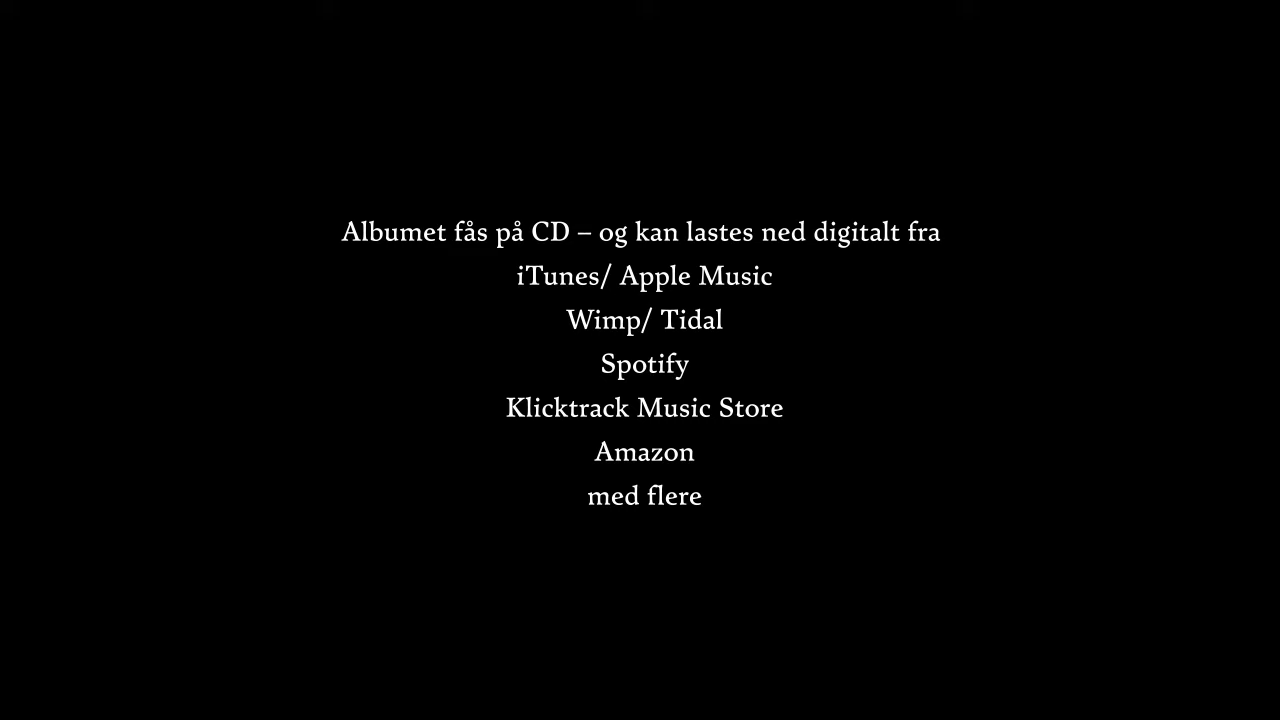 Albumet fås på CD – og kan lastes ned digitalt fra
iTunes/ Apple Music
Wimp/ Tidal
Spotify
Klicktrack Music Store
Amazon
med flere